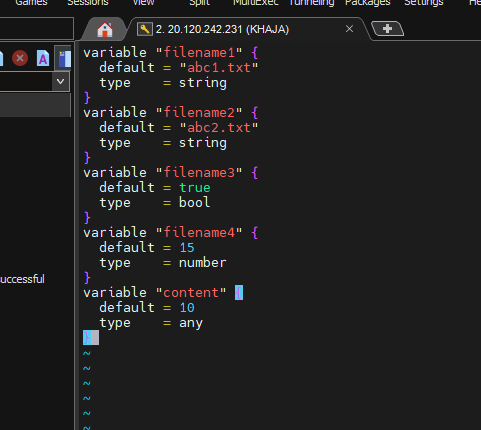 Games Sessions View Split MultiExec Tunneling Packages Settings
2. 20.120.242.231 (KHAJA)
variable "filename1" {
  default = "abc1.txt"
  type    = string
}
variable "filename2" {
  default = "abc2.txt"
  type    = string
}
variable "filename3" {
  default = true
  type    = bool
}
variable "filename4" {
  default = 15
  type    = number
}
variable "content" {
  default = 10
  type    = any
}
~
~
~
~
~
~
uccessful